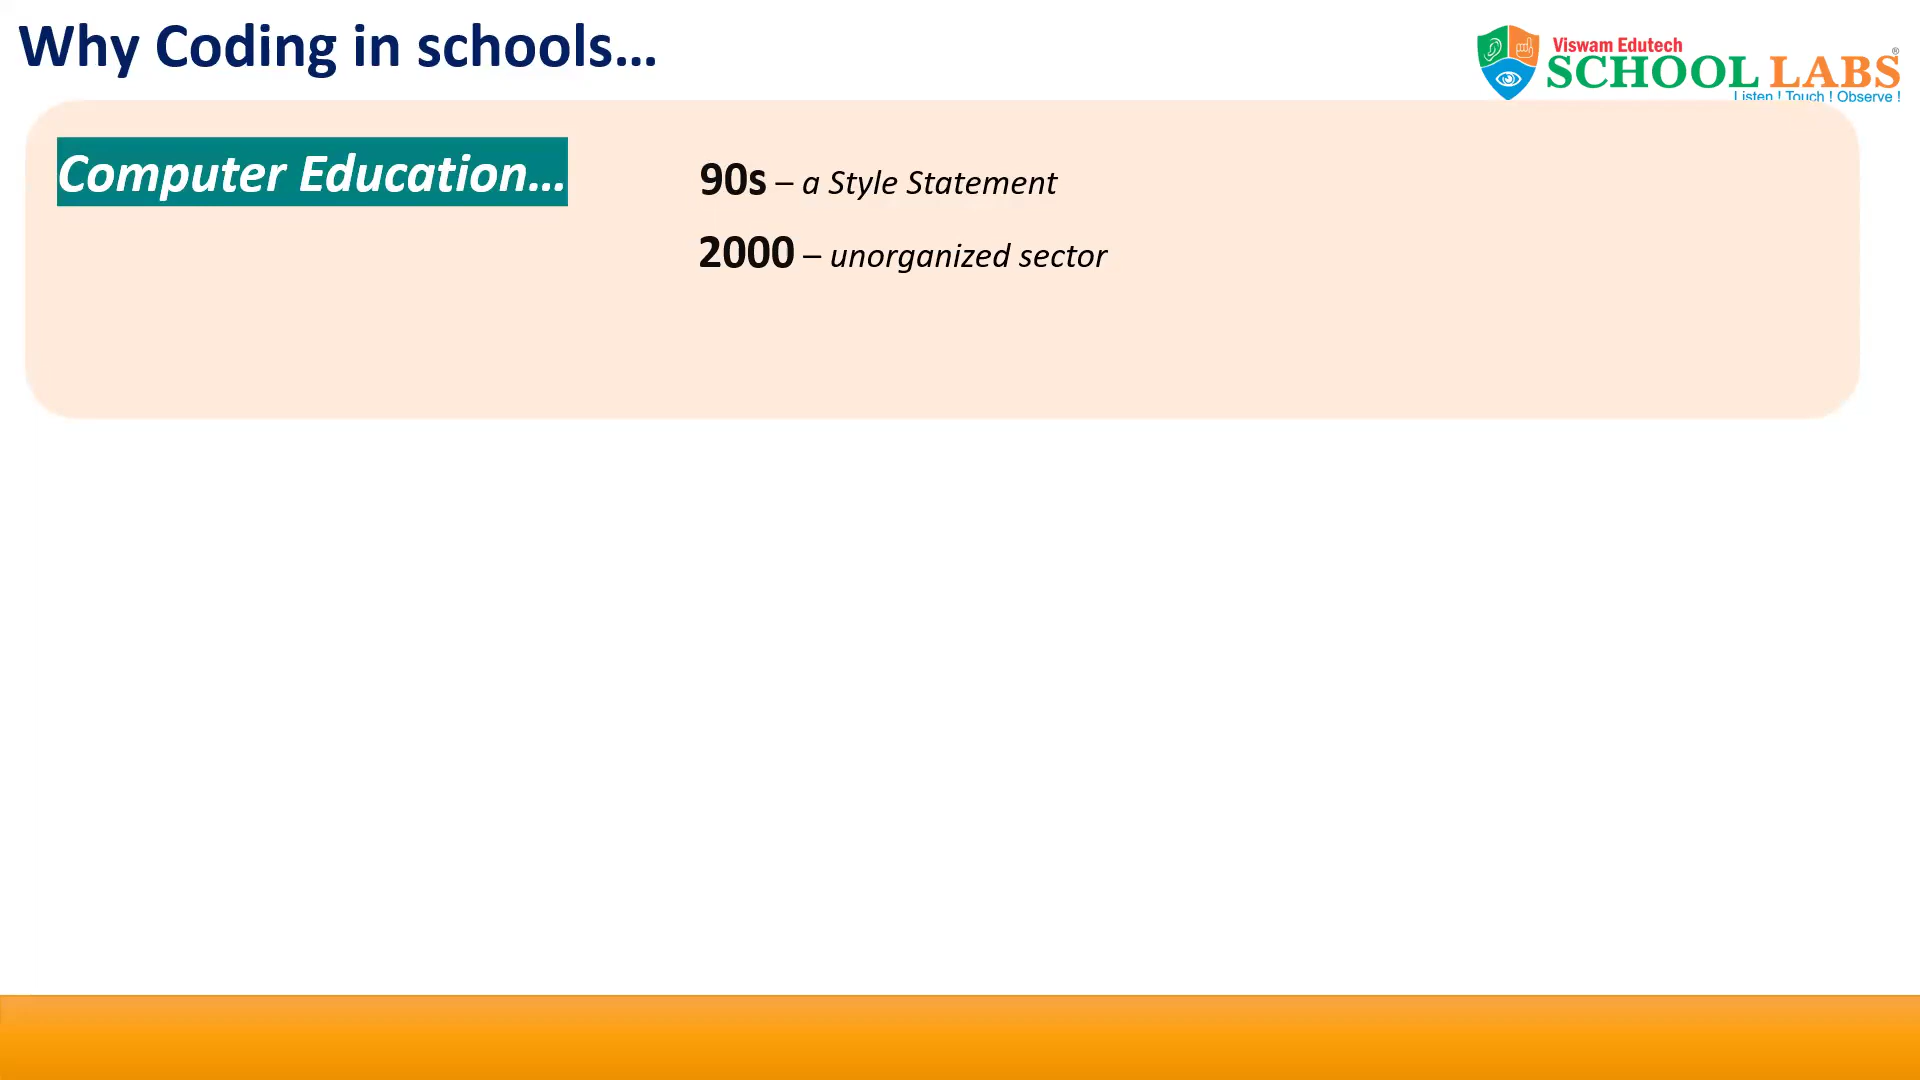 Why Coding in schools...
Viswam Edutech
SCHOOL LABS®
Listen ! Touch ! Observe !
Computer Education...
90s – a Style Statement
2000 – unorganized sector